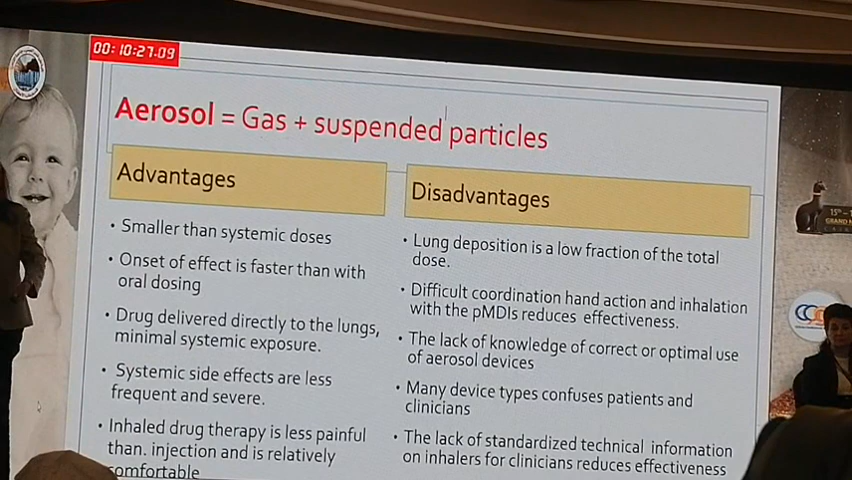 00:10:27.09
Aerosol = Gas + suspended particles
Advantages
• Smaller than systemic doses
• Onset of effect is faster than with
oral dosing
• Drug delivered directly to the lungs,
minimal systemic exposure.
• Systemic side effects are less
frequent and severe.
• Inhaled drug therapy is less painful
than. injection and is relatively
comfortable
Disadvantages
• Lung deposition is a low fraction of the total
dose.
• Difficult coordination hand action and inhalation
with the pMDIs reduces effectiveness.
• The lack of knowledge of correct or optimal use
of aerosol devices
• Many device types confuses patients and
clinicians
• The lack of standardized technical information
on inhalers for clinicians reduces effectiveness
15th
GRAND